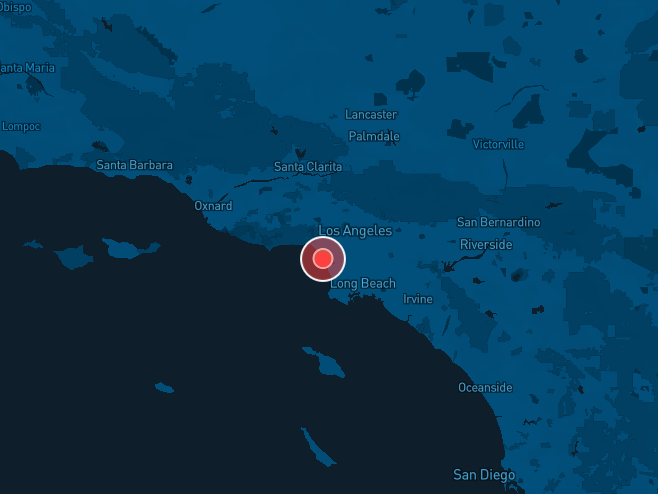 Obispo
anta Maria
Lancaster
Lompoc
Palmdale
Victorville
Santa Barbara
Santa Clarita
Oxnard
San Bernardino
Los Angeles
Riverside
Long Beach
Irvine
Oceanside
San Diego